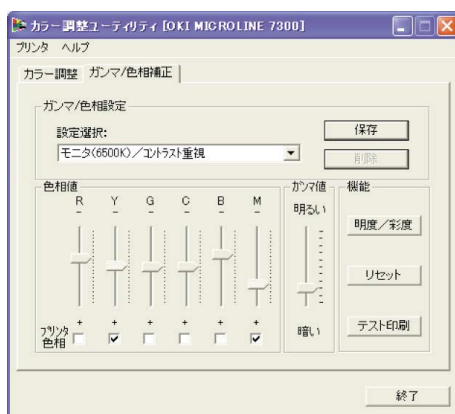 カラー調整ユーティリティ [OKI MICROLINE 7300]
プリンタ ヘルプ
カラー調整 ガンマ/色相補正
ガンマ/色相設定
設定選択:
モニタ(6500K)/コントラスト重視
保存
削除
色相値
R Y G C B M
- - - - - -
+ + + + + +
プリンタ
色相
ガンマ値
明るい
暗い
機能
明度/彩度
リセット
テスト印刷
終了